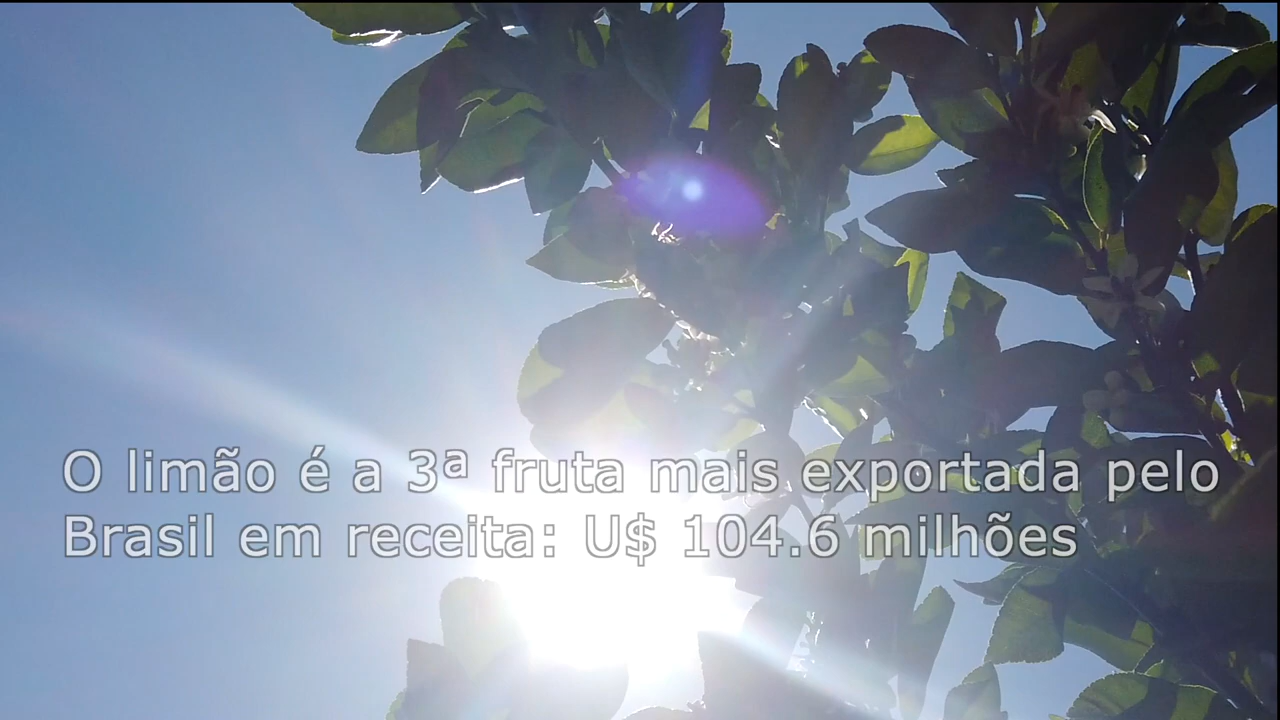 O limão é a 3ª fruta mais exportada pelo
Brasil em receita: U$ 104.6 milhões